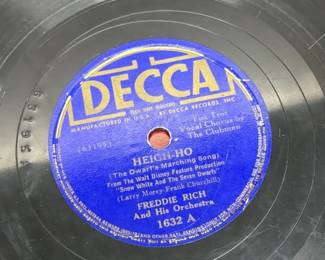 DECCA
MANUFACTURED IN U.S.A. BY DECCA RECORDS, INC.
(63199)
Fox Trot
Vocal Chorus by
The Clubmen
HEIGH-HO
(The Dwarf's Marching Song)
From The Walt Disney Feature Production
"Snow White And The Seven Dwarfs"
(Larry Morey-Frank Churchill)
FREDDIE RICH
And His Orchestra
1632 A